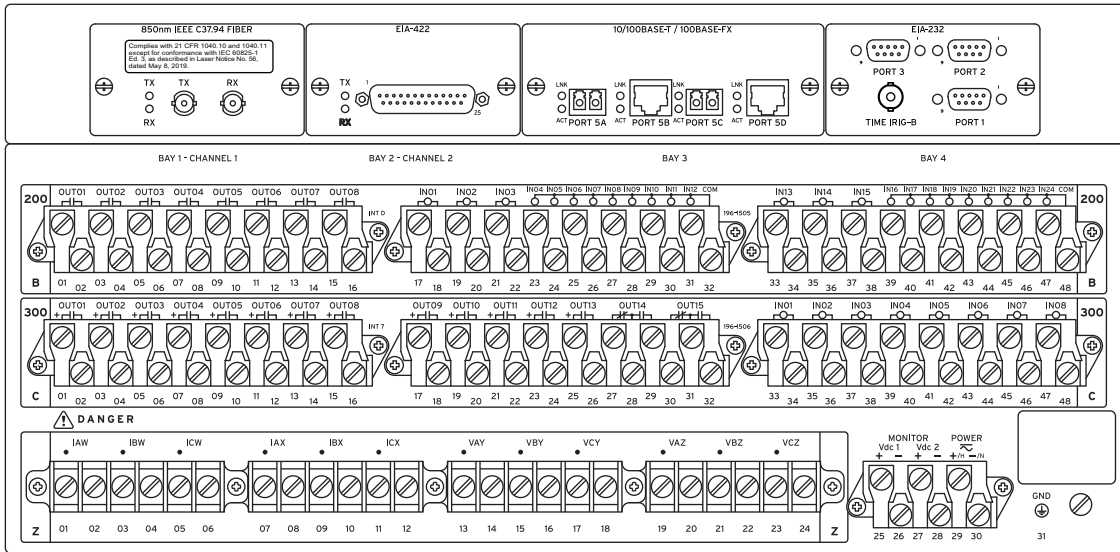 850nm IEEE C37.94 FIBER
EIA-422
10/100BASE-T / 100BASE-FX
EIA-232
Complies with 21 CFR 1040.10 and 1040.11
except for conformance with IEC 60825-1
Ed. 3, as described in Laser Notice No. 56,
dated May 8, 2019.
TX TX RX
RX
TX 1
RX 25
LNK LNK LNK LNK
ACT PORT 5A ACT PORT 5B ACT PORT 5C ACT PORT 5D
9 1 9 1
PORT 3 PORT 2
9 1
TIME IRIG-B PORT 1
BAY 1 - CHANNEL 1 BAY 2 - CHANNEL 2 BAY 3 BAY 4
200 OUT01 OUT02 OUT03 OUT04 OUT05 OUT06 OUT07 OUT08 IN01 IN02 IN03 IN04 IN05 IN06 IN07 IN08 IN09 IN10 IN11 IN12 COM IN13 IN14 IN15 IN16 IN17 IN18 IN19 IN20 IN21 IN22 IN23 IN24 COM 200
INT D 196-1505
B 01 02 03 04 05 06 07 08 09 10 11 12 13 14 15 16 17 18 19 20 21 22 23 24 25 26 27 28 29 30 31 32 33 34 35 36 37 38 39 40 41 42 43 44 45 46 47 48 B
300 OUT01 OUT02 OUT03 OUT04 OUT05 OUT06 OUT07 OUT08 OUT09 OUT10 OUT11 OUT12 OUT13 OUT14 OUT15 IN01 IN02 IN03 IN04 IN05 IN06 IN07 IN08 300
+ + + + + + + + + + + + + + +
INT 7 196-1506
C 01 02 03 04 05 06 07 08 09 10 11 12 13 14 15 16 17 18 19 20 21 22 23 24 25 26 27 28 29 30 31 32 33 34 35 36 37 38 39 40 41 42 43 44 45 46 47 48 C
DANGER
IAW IBW ICW IAX IBX ICX VAY VBY VCY VAZ VBZ VCZ
Z 01 02 03 04 05 06 07 08 09 10 11 12 13 14 15 16 17 18 19 20 21 22 23 24 Z
MONITOR POWER
Vdc 1 Vdc 2
+ − + − +/H −/N
25 26 27 28 29 30
GND
31